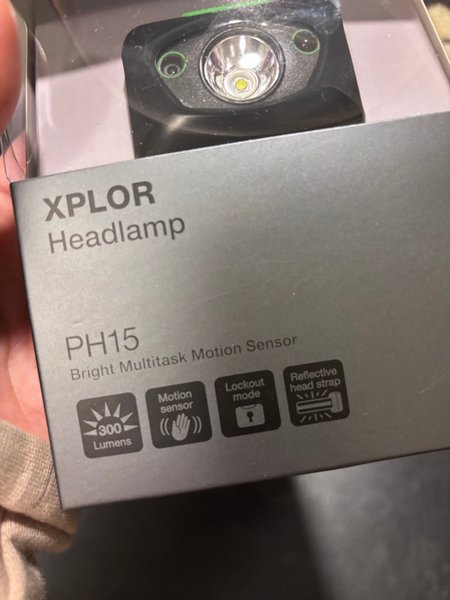 XPLOR
Headlamp
PH15
Bright Multitask Motion Sensor
300
Lumens
Motion
sensor
Lockout
mode
Reflective
head strap